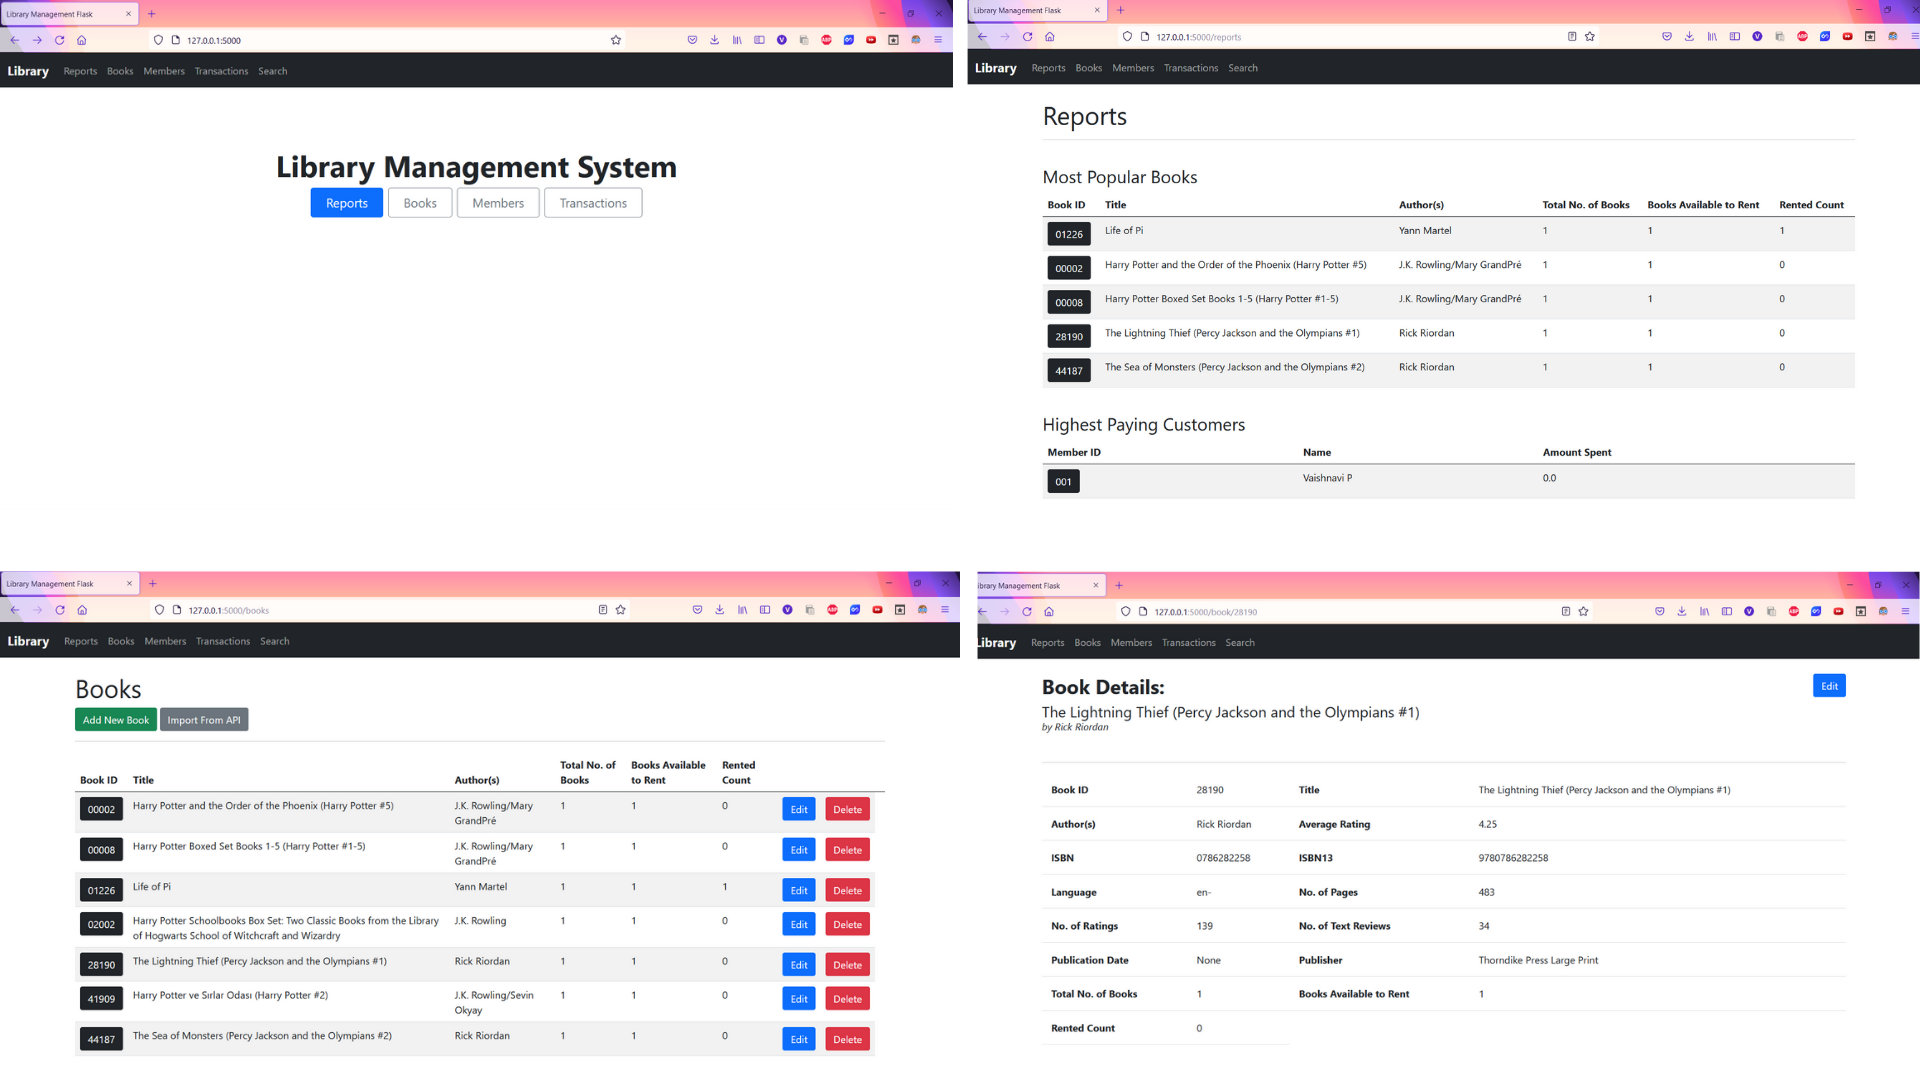 Library Management Flask
127.0.0.1:5000
Library Reports Books Members Transactions Search
Library Management System
Reports Books Members Transactions
Library Management Flask
127.0.0.1:5000/reports
Library Reports Books Members Transactions Search
Reports
Most Popular Books
Book ID Title Author(s) Total No. of Books Books Available to Rent Rented Count
01226 Life of Pi Yann Martel 1 1 1
00002 Harry Potter and the Order of the Phoenix (Harry Potter #5) J.K. Rowling/Mary GrandPré 1 1 0
00008 Harry Potter Boxed Set Books 1-5 (Harry Potter #1-5) J.K. Rowling/Mary GrandPré 1 1 0
28190 The Lightning Thief (Percy Jackson and the Olympians #1) Rick Riordan 1 1 0
44187 The Sea of Monsters (Percy Jackson and the Olympians #2) Rick Riordan 1 1 0
Highest Paying Customers
Member ID Name Amount Spent
001 Vaishnavi P 0.0
Library Management Flask
127.0.0.1:5000/books
Library Reports Books Members Transactions Search
Books
Add New Book Import From API
Total No. of Books Available Rented
Book ID Title Author(s) Books to Rent Count
00002 Harry Potter and the Order of the Phoenix (Harry Potter #5) J.K. Rowling/Mary 1 1 0 Edit Delete
GrandPré
00008 Harry Potter Boxed Set Books 1-5 (Harry Potter #1-5) J.K. Rowling/Mary 1 1 0 Edit Delete
GrandPré
01226 Life of Pi Yann Martel 1 1 1 Edit Delete
02002 Harry Potter Schoolbooks Box Set: Two Classic Books from the Library J.K. Rowling 1 1 0 Edit Delete
of Hogwarts School of Witchcraft and Wizardry
28190 The Lightning Thief (Percy Jackson and the Olympians #1) Rick Riordan 1 1 0 Edit Delete
41909 Harry Potter ve Sırlar Odası (Harry Potter #2) J.K. Rowling/Sevin 1 1 0 Edit Delete
Okyay
44187 The Sea of Monsters (Percy Jackson and the Olympians #2) Rick Riordan 1 1 0 Edit Delete
ibrary Management Flask
127.0.0.1:5000/book/28190
Library Reports Books Members Transactions Search
Book Details: Edit
The Lightning Thief (Percy Jackson and the Olympians #1)
by Rick Riordan
Book ID 28190 Title The Lightning Thief (Percy Jackson and the Olympians #1)
Author(s) Rick Riordan Average Rating 4.25
ISBN 0786282258 ISBN13 9780786282258
Language en- No. of Pages 483
No. of Ratings 139 No. of Text Reviews 34
Publication Date None Publisher Thorndike Press Large Print
Total No. of Books 1 Books Available to Rent 1
Rented Count 0